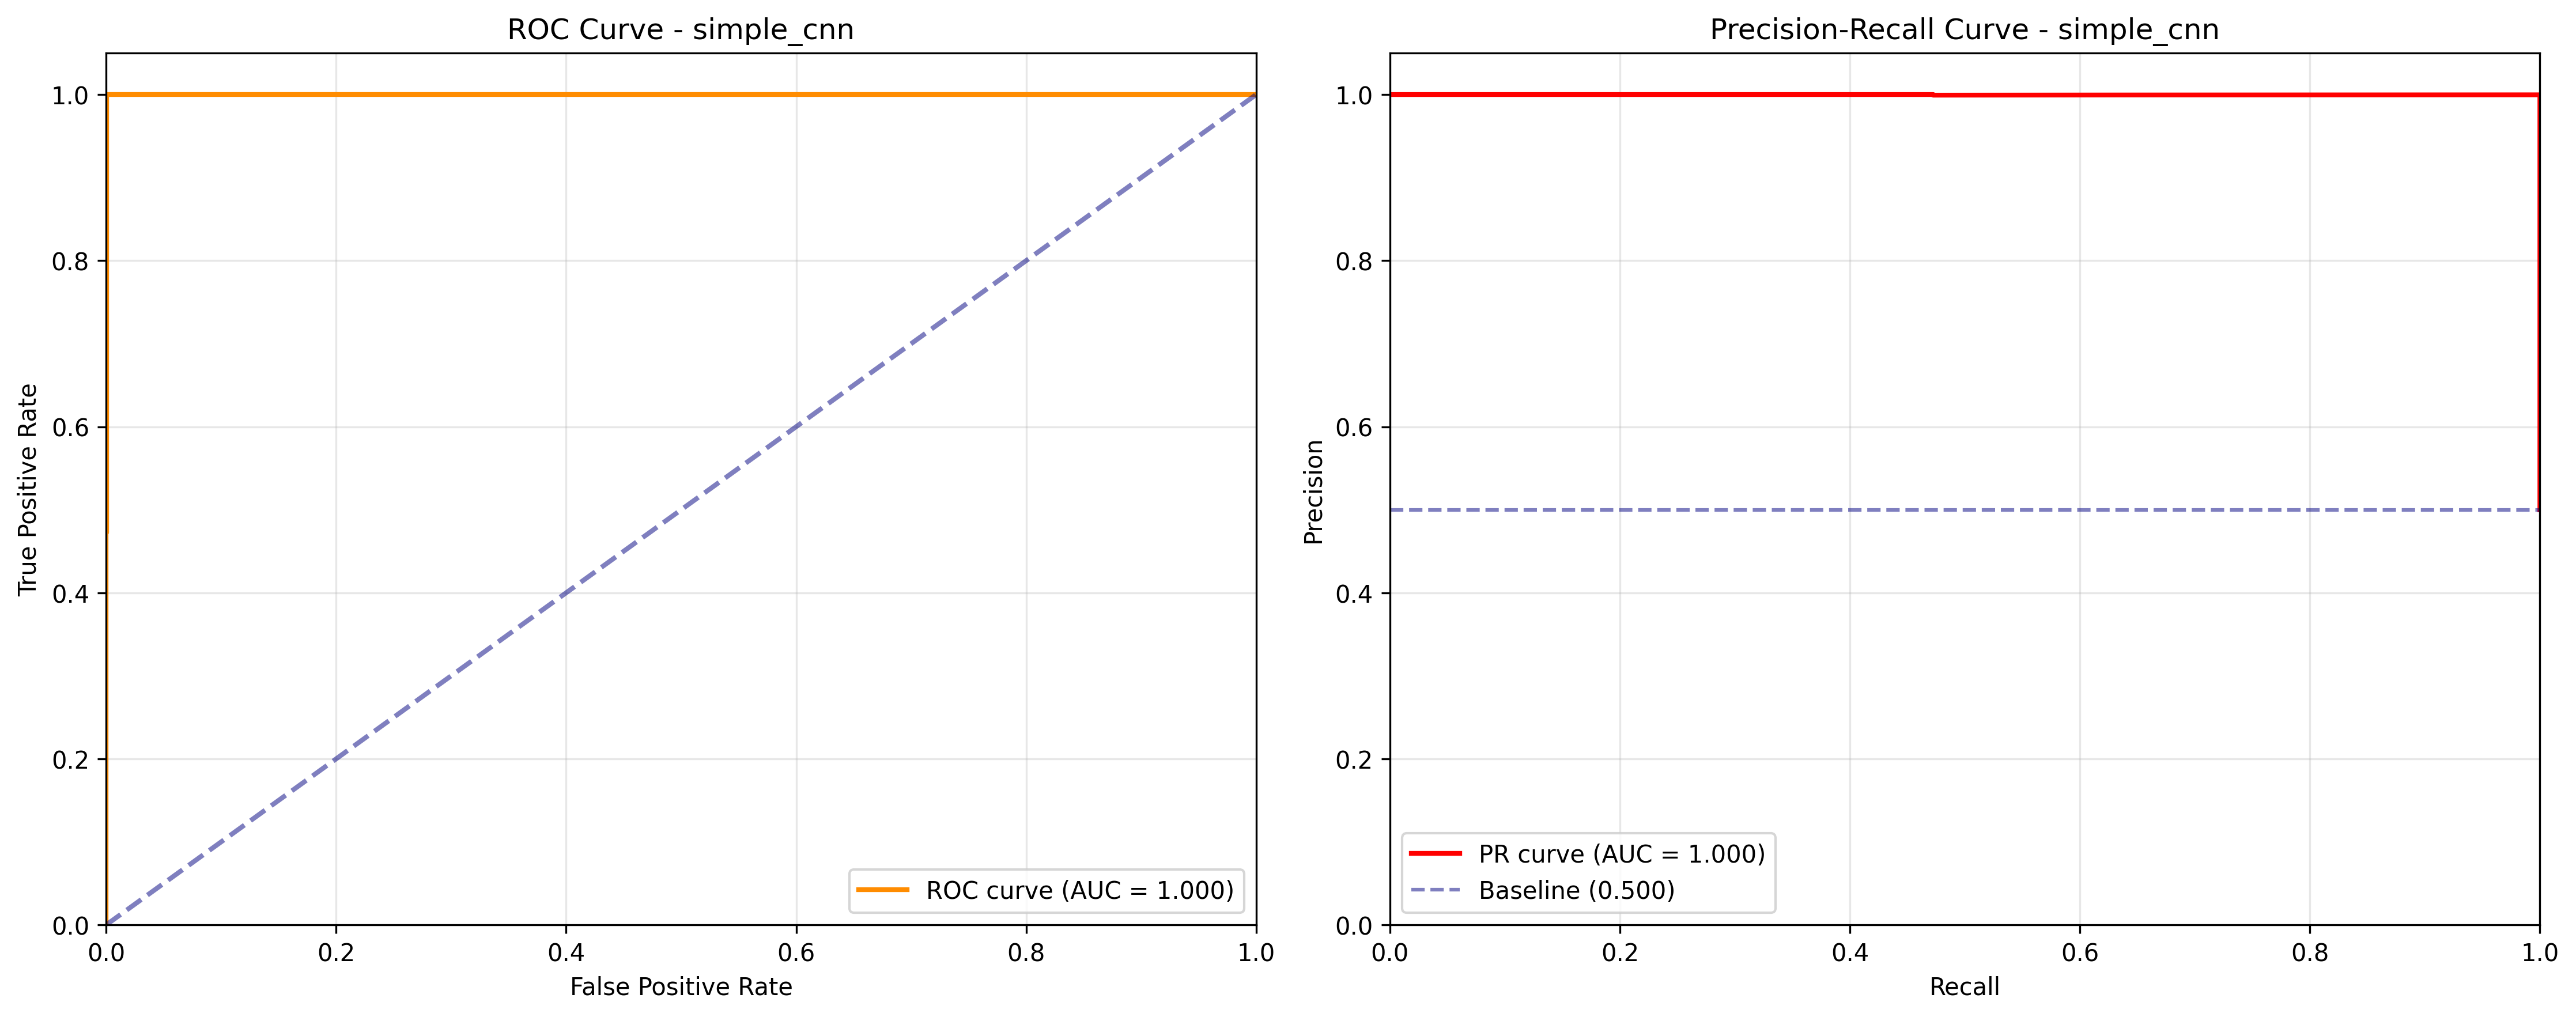 ROC Curve - simple_cnn
1.0
0.8
0.6
0.4
0.2
0.0
True Positive Rate
0.0 0.2 0.4 0.6 0.8 1.0
False Positive Rate
ROC curve (AUC = 1.000)
Precision-Recall Curve - simple_cnn
1.0
0.8
0.6
0.4
0.2
0.0
Precision
0.0 0.2 0.4 0.6 0.8 1.0
Recall
PR curve (AUC = 1.000)
Baseline (0.500)